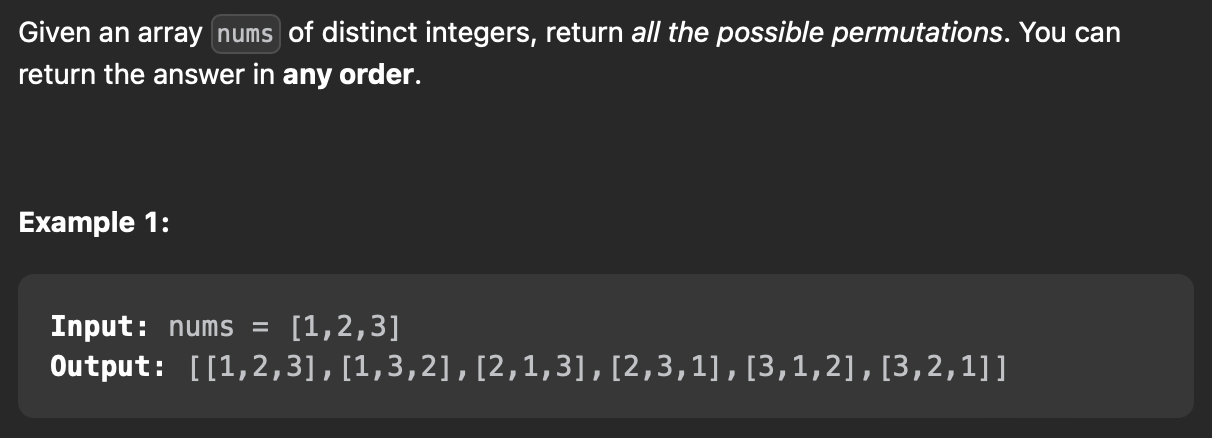 Given an array nums of distinct integers, return all the possible permutations. You can
return the answer in any order.
Example 1:
Input: nums = [1,2,3]
Output: [[1,2,3],[1,3,2],[2,1,3],[2,3,1],[3,1,2],[3,2,1]]